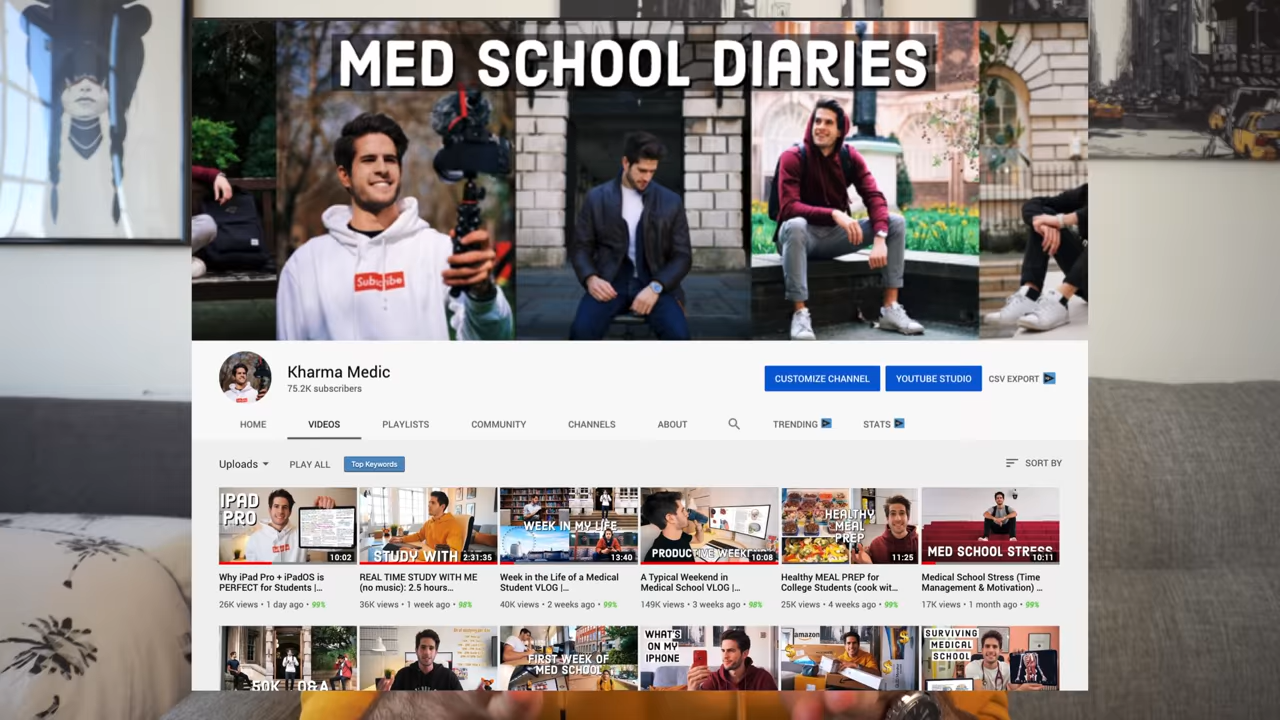 MED SCHOOL DIARIES
Subscribe
Kharma Medic
75.2K subscribers
CUSTOMIZE CHANNEL
YOUTUBE STUDIO
CSV EXPORT
HOME
VIDEOS
PLAYLISTS
COMMUNITY
CHANNELS
ABOUT
TRENDING
STATS
Uploads
PLAY ALL
Top Keywords
SORT BY
IPAD
PRO
10:02
STUDY WITH
2:31:35
WEEK IN MY LIFE
13:40
PRODUCTIVE WEEKEND
10:08
HEALTHY
MEAL
PREP
11:25
MED SCHOOL STRESS
10:11
Why iPad Pro + iPadOS is
PERFECT for Students |...
26K views • 1 day ago • 99%
REAL TIME STUDY WITH ME
(no music): 2.5 hours...
36K views • 1 week ago • 98%
Week in the Life of a Medical
Student VLOG |...
40K views • 2 weeks ago • 99%
A Typical Weekend in
Medical School VLOG |...
149K views • 3 weeks ago • 98%
Healthy MEAL PREP for
College Students (cook wit...
25K views • 4 weeks ago • 99%
Medical School Stress (Time
Management & Motivation) ...
17K views • 1 month ago • 99%
50K Q&A
FIRST WEEK OF
MED SCHOOL
WHAT'S
ON MY
IPHONE
amazon
SURVIVING
MEDICAL
SCHOOL